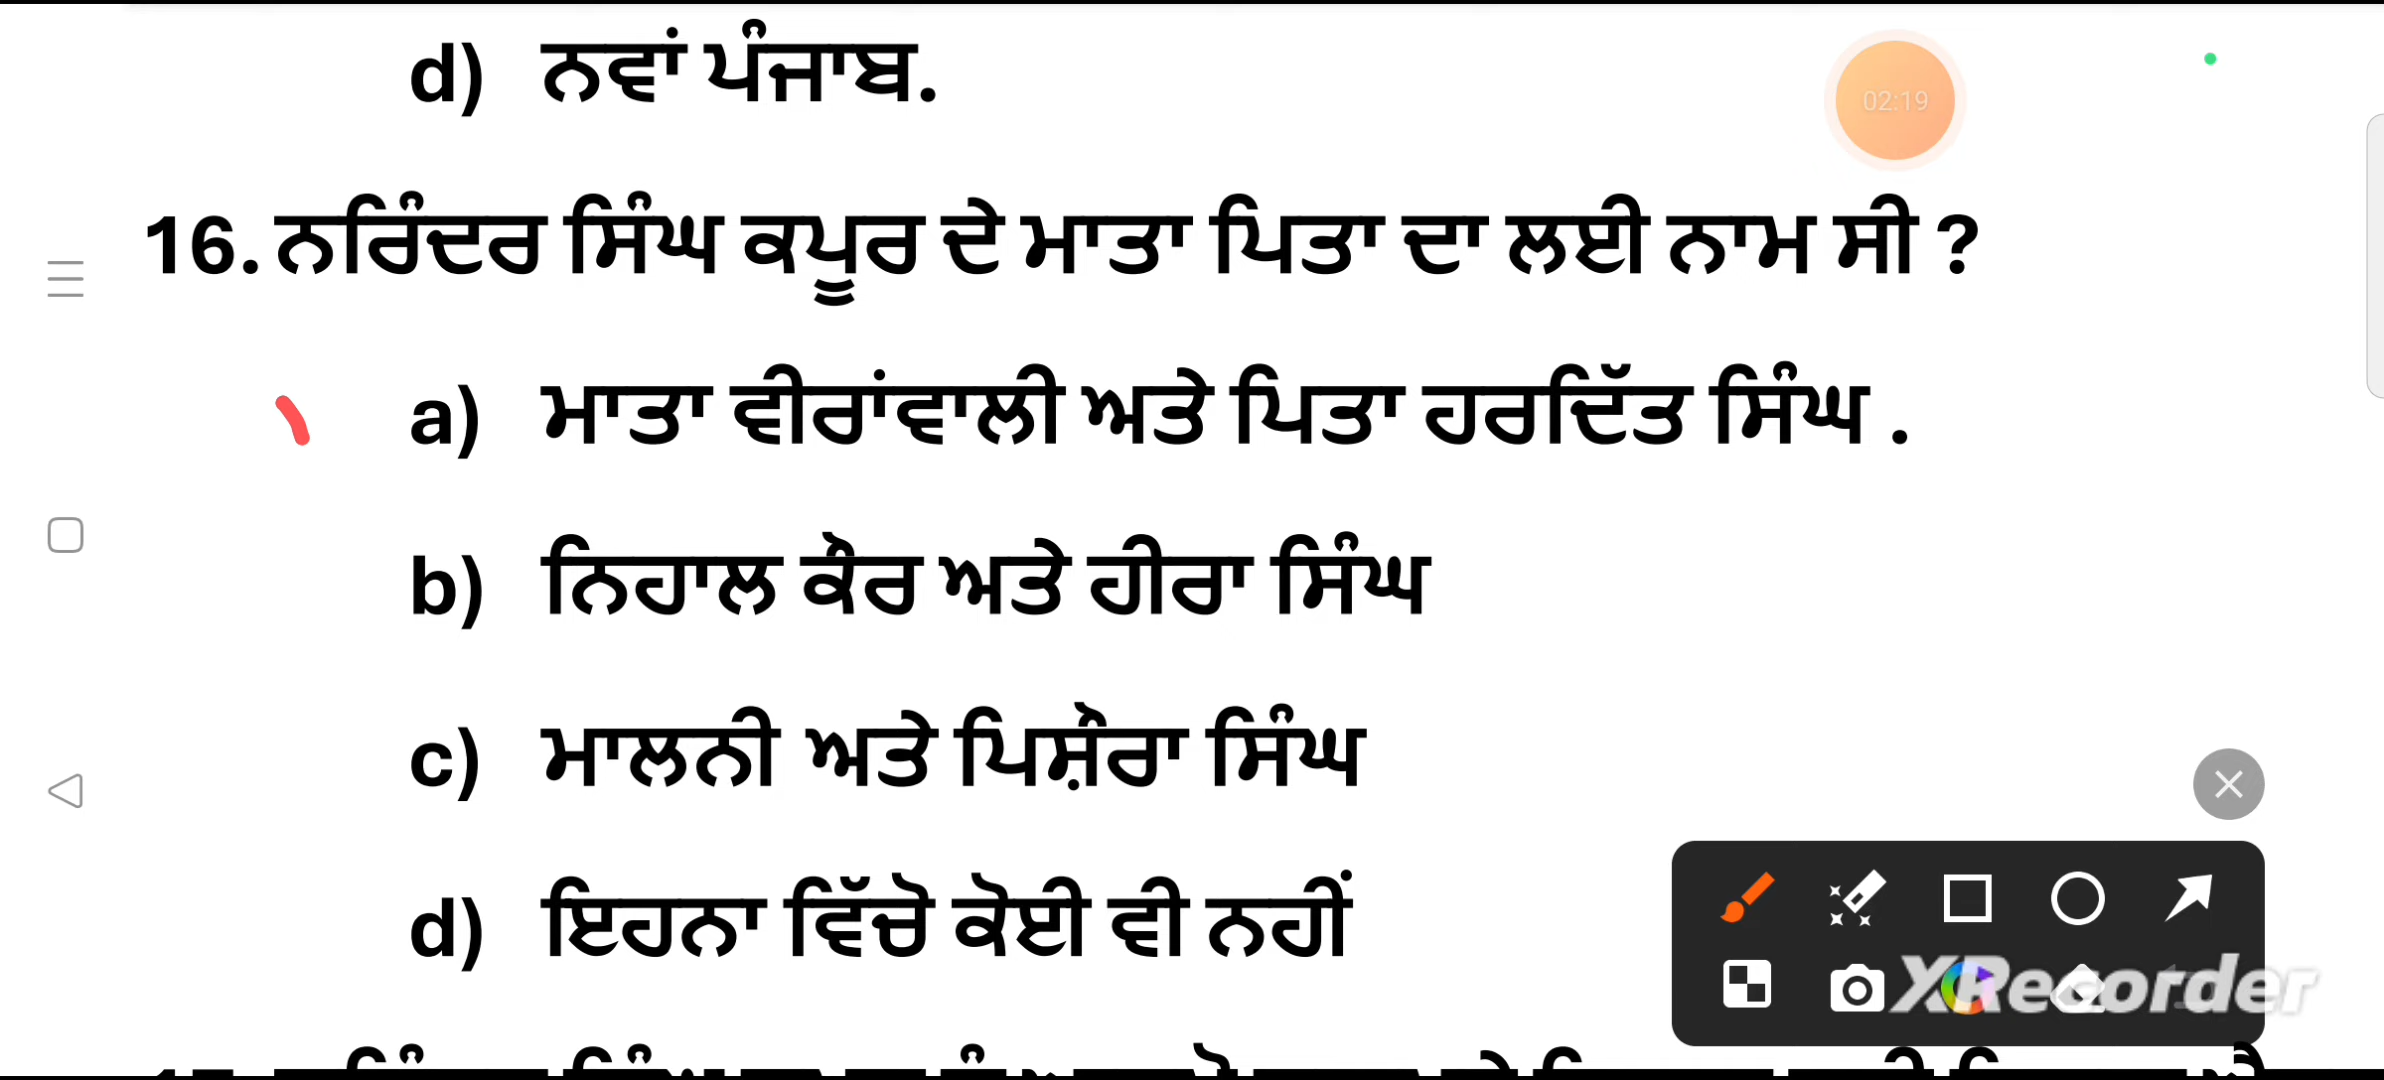 d) ਨਵਾਂ ਪੰਜਾਬ.
02:19
16. ਨਰਿੰਦਰ ਸਿੰਘ ਕਪੂਰ ਦੇ ਮਾਤਾ ਪਿਤਾ ਦਾ ਲਈ ਨਾਮ ਸੀ ?
a) ਮਾਤਾ ਵੀਰਾਂਵਾਲੀ ਅਤੇ ਪਿਤਾ ਹਰਦਿੱਤ ਸਿੰਘ .
b) ਨਿਹਾਲ ਕੌਰ ਅਤੇ ਹੀਰਾ ਸਿੰਘ
c) ਮਾਲਨੀ ਅਤੇ ਪਿਸ਼ੌਰਾ ਸਿੰਘ
d) ਇਹਨਾ ਵਿੱਚੋ ਕੋਈ ਵੀ ਨਹੀਂ
XRecorder